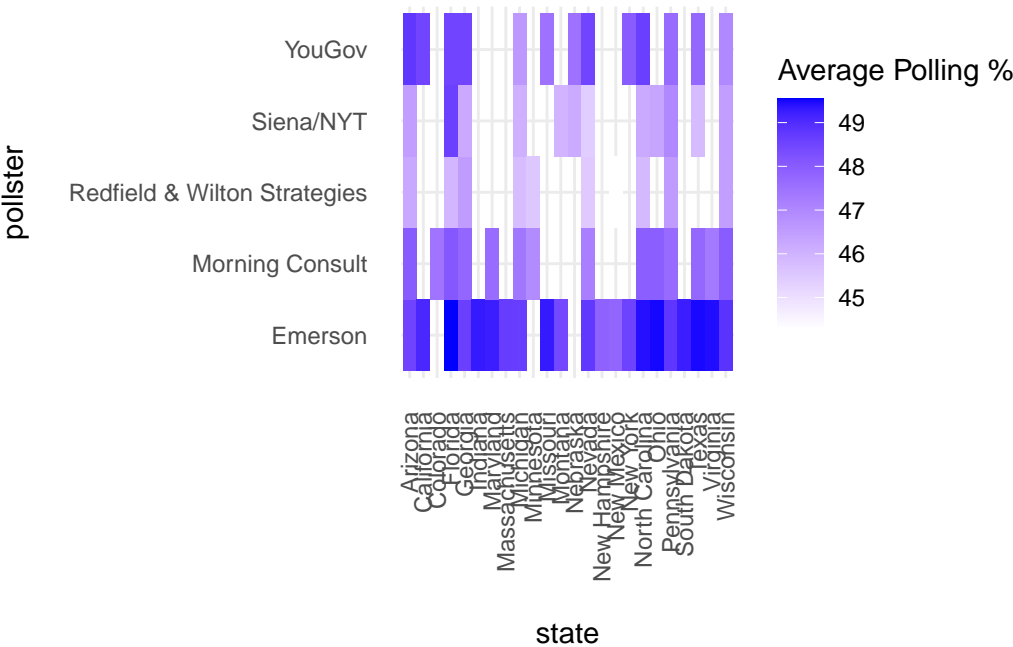 YouGov
Siena/NYT
Redfield & Wilton Strategies
Morning Consult
Emerson
pollster
Arizona
California
Colorado
Florida
Georgia
Indiana
Maryland
Massachusetts
Michigan
Minnesota
Missouri
Montana
Nebraska
Nevada
New Hampshire
New Mexico
New York
North Carolina
Ohio
Pennsylvania
South Dakota
Texas
Virginia
Wisconsin
state
Average Polling %
49
48
47
46
45